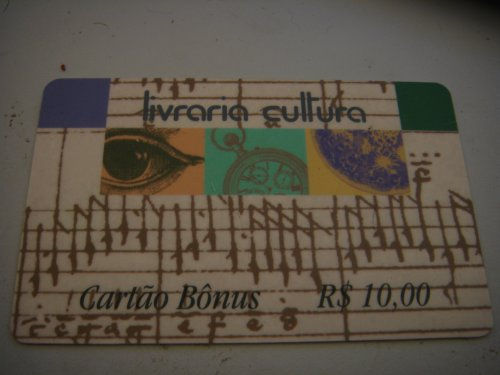 livraria cultura
Cartão Bônus R$ 10,00